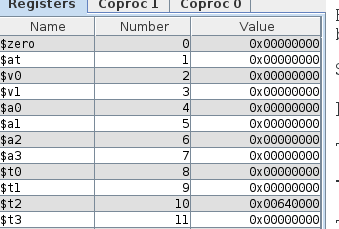 Registers Coproc 1 Coproc 0
Name Number Value
$zero 0 0x00000000
$at 1 0x00000000
$v0 2 0x00000000
$v1 3 0x00000000
$a0 4 0x00000000
$a1 5 0x00000000
$a2 6 0x00000000
$a3 7 0x00000000
$t0 8 0x00000000
$t1 9 0x00000000
$t2 10 0x00640000
$t3 11 0x00000000